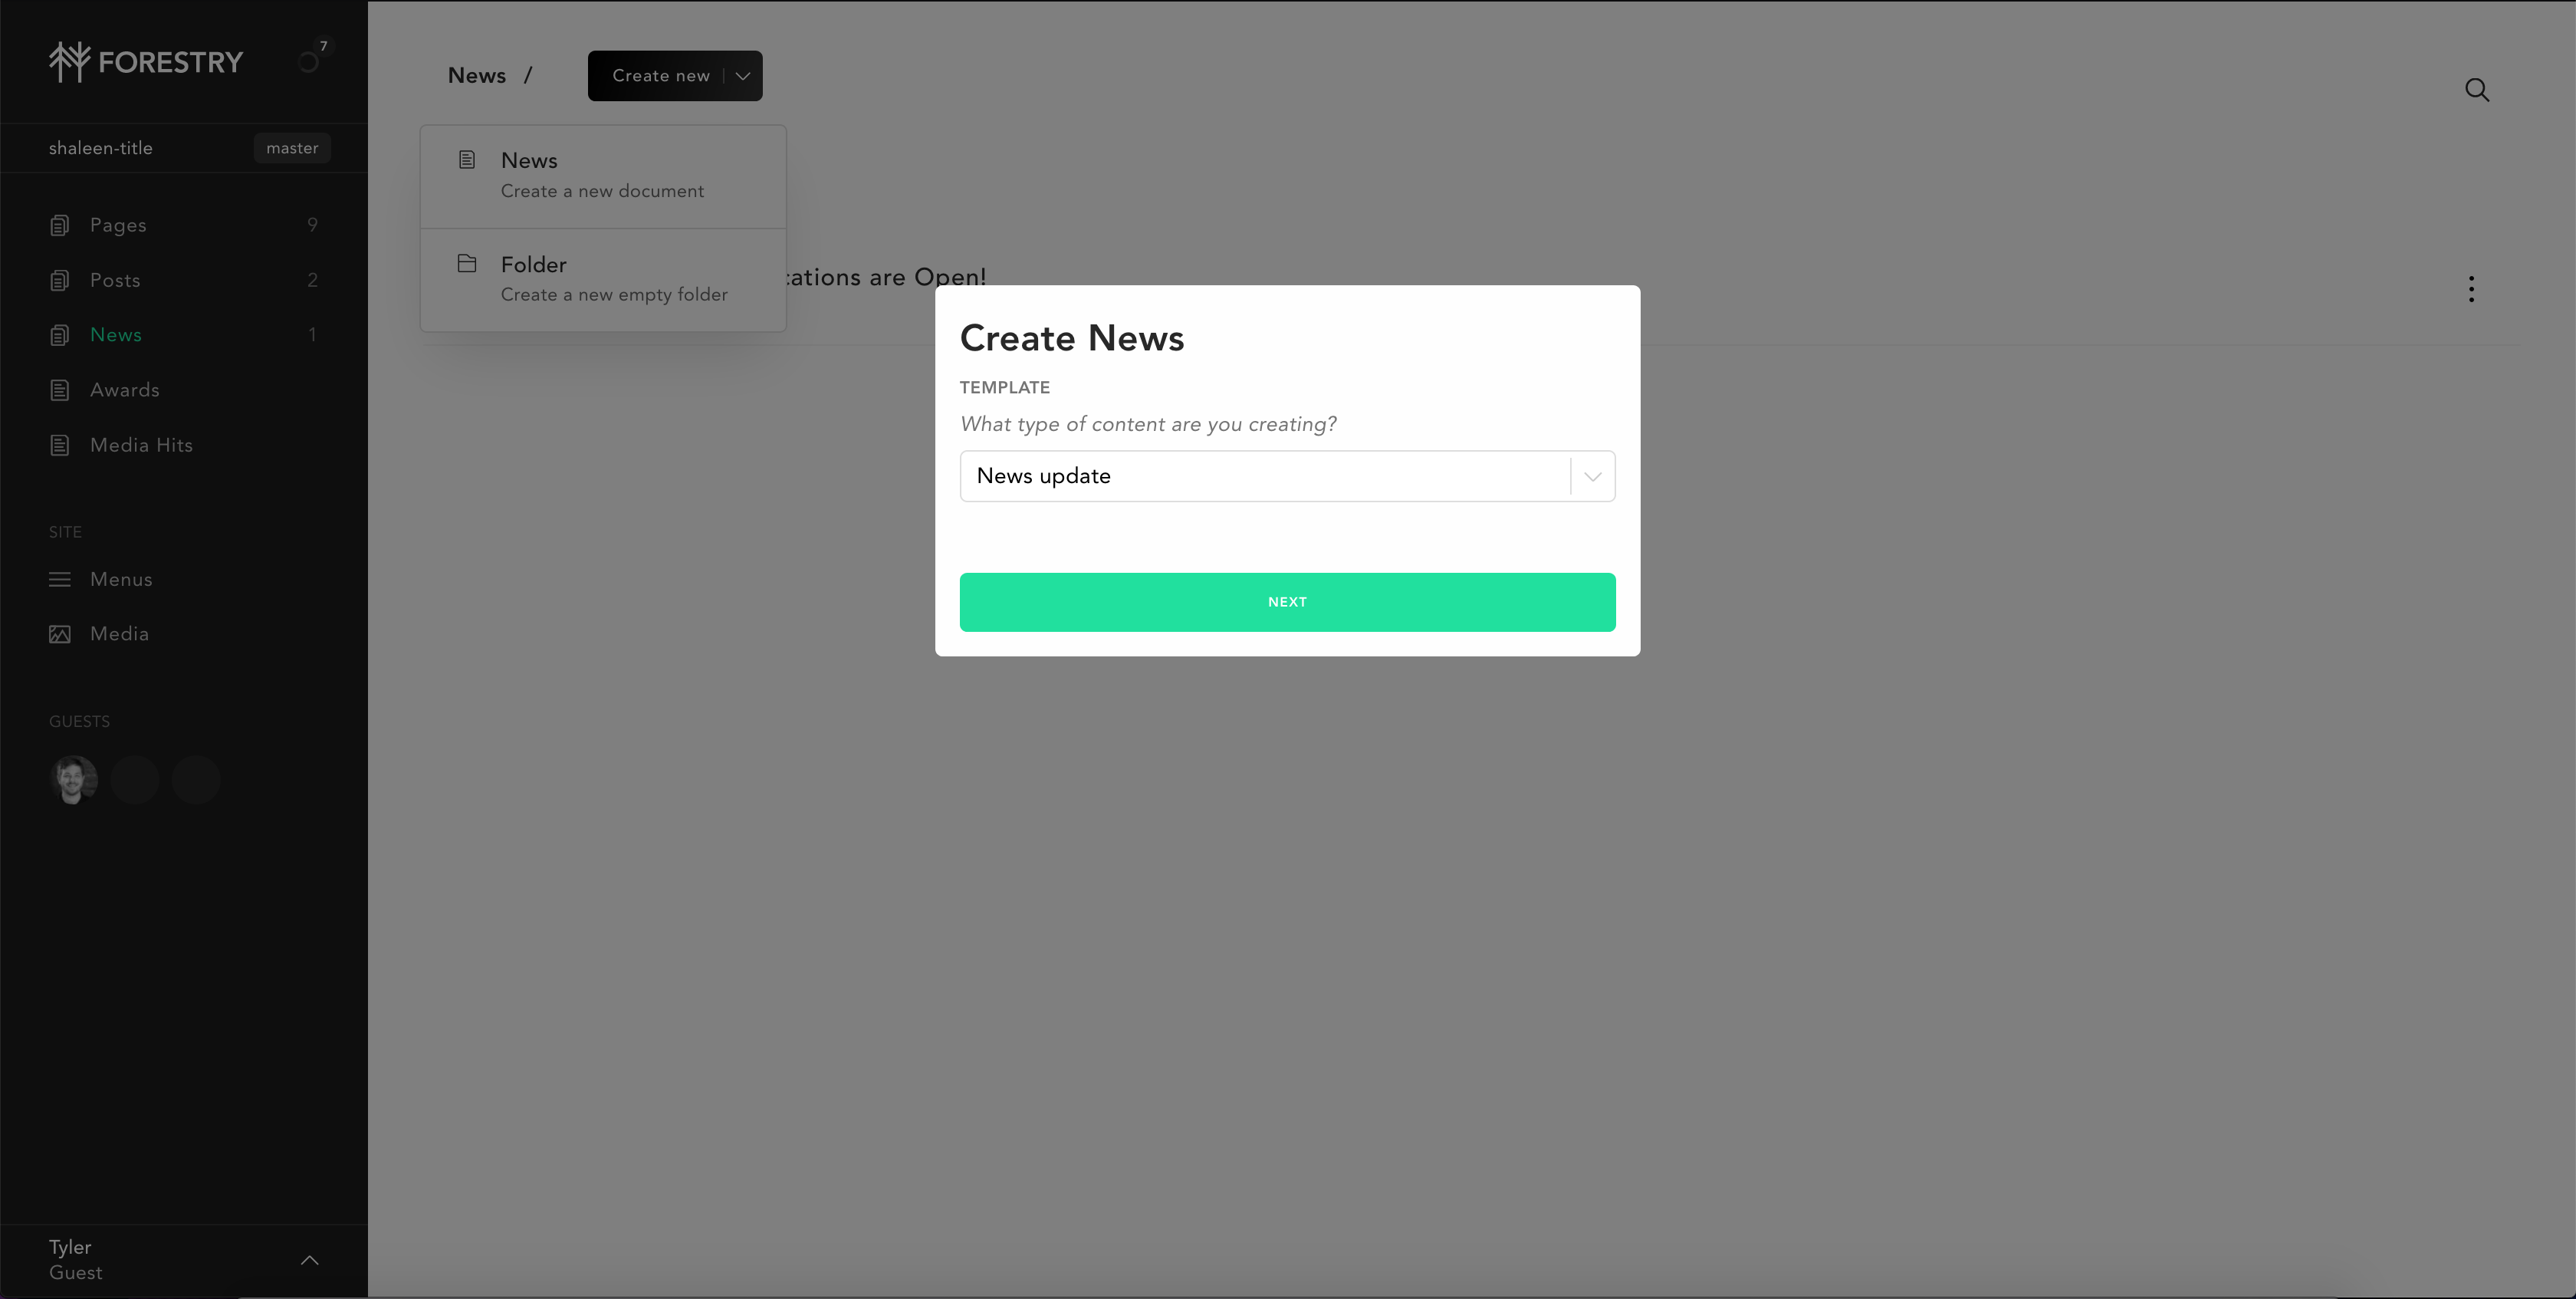 FORESTRY
7
shaleen-title
master
Pages 9
Posts 2
News 1
Awards
Media Hits
SITE
Menus
Media
GUESTS
Tyler
Guest
News /
Create new
News
Create a new document
Folder
Create a new empty folder
are Open!
Create News
TEMPLATE
What type of content are you creating?
News update
NEXT